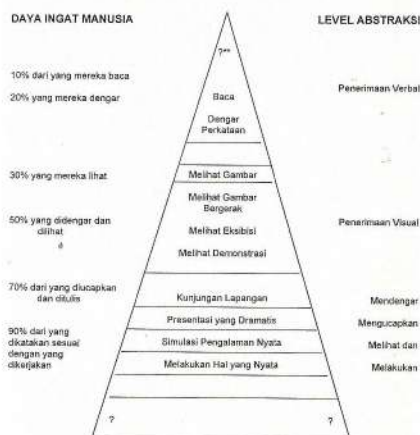 DAYA INGAT MANUSIA
LEVEL ABSTRAKSI
?**
10% dari yang mereka baca
20% yang mereka dengar
Baca
Dengar
Perkataan
Penerimaan Verbal
30% yang mereka lihat
Melihat Gambar
50% yang didengar dan
dilihat
Melihat Gambar
Bergerak
Melihat Eksibisi
Melihat Demonstrasi
Penerimaan Visual
70% dari yang diucapkan
dan ditulis
Kunjungan Lapangan
Presentasi yang Dramatis
Simulasi Pengalaman Nyata
Melakukan Hal yang Nyata
90% dari yang
dikatakan sesuai
dengan yang
dikerjakan
Mendengar
Mengucapkan
Melihat dan
Melakukan
?
?